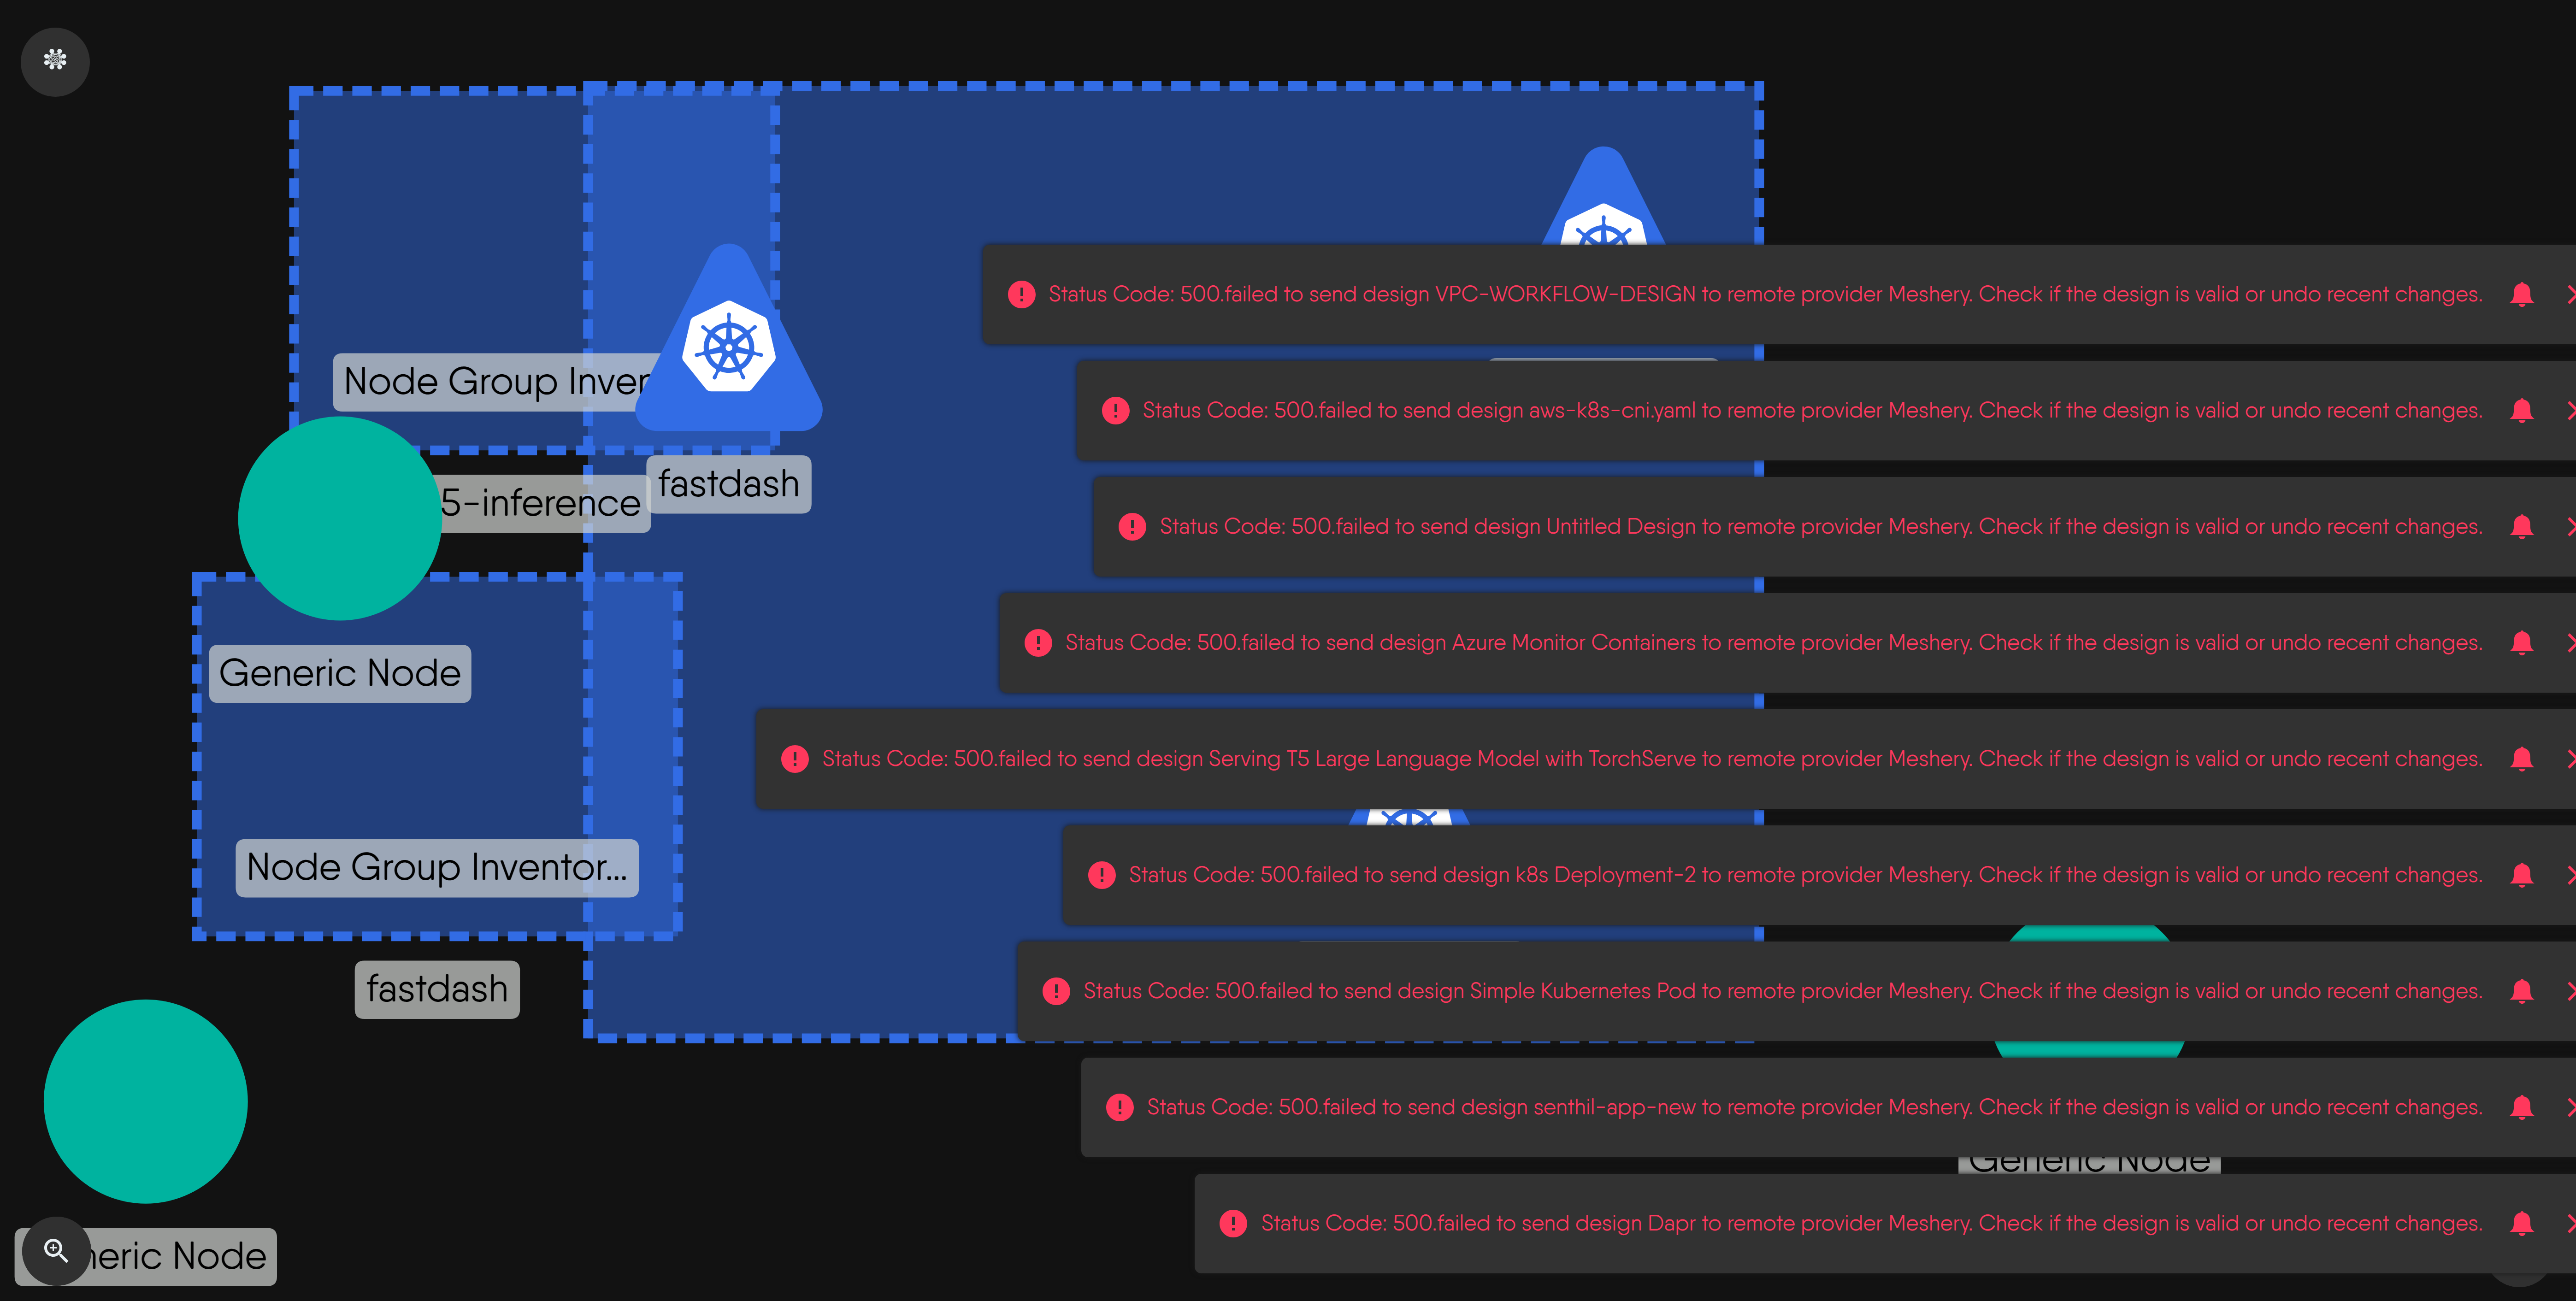 Status Code: 500.failed to send design VPC-WORKFLOW-DESIGN to remote provider Meshery. Check if the design is valid or undo recent changes.
Node Group Inven
Status Code: 500.failed to send design aws-k8s-cni.yaml to remote provider Meshery. Check if the design is valid or undo recent changes.
fastdash
5-inference
Status Code: 500.failed to send design Untitled Design to remote provider Meshery. Check if the design is valid or undo recent changes.
Status Code: 500.failed to send design Azure Monitor Containers to remote provider Meshery. Check if the design is valid or undo recent changes.
Generic Node
Status Code: 500.failed to send design Serving T5 Large Language Model with TorchServe to remote provider Meshery. Check if the design is valid or undo recent changes.
Node Group Inventor...
Status Code: 500.failed to send design k8s Deployment-2 to remote provider Meshery. Check if the design is valid or undo recent changes.
fastdash
Status Code: 500.failed to send design Simple Kubernetes Pod to remote provider Meshery. Check if the design is valid or undo recent changes.
Status Code: 500.failed to send design senthil-app-new to remote provider Meshery. Check if the design is valid or undo recent changes.
Generic Node
Status Code: 500.failed to send design Dapr to remote provider Meshery. Check if the design is valid or undo recent changes.
neric Node